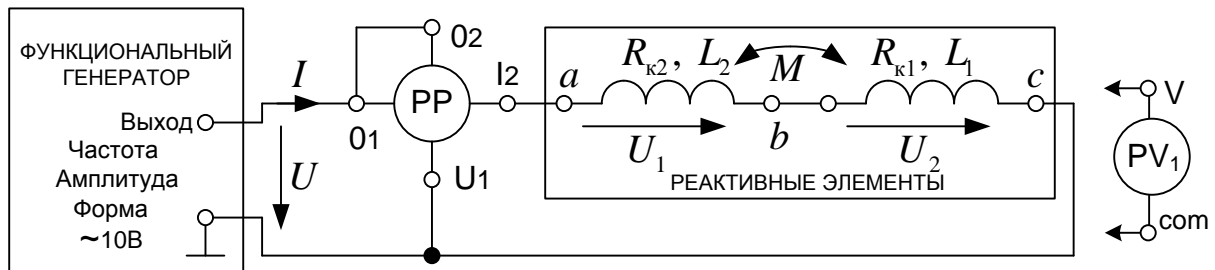 ФУНКЦИОНАЛЬНЫЙ
ГЕНЕРАТОР
Выход
Частота
Амплитуда
Форма
~10В
I
U
01
02
PP
I2
U1
a
Rк2, L2
M
Rк1, L1
c
U1
b
U2
РЕАКТИВНЫЕ ЭЛЕМЕНТЫ
V
PV1
com